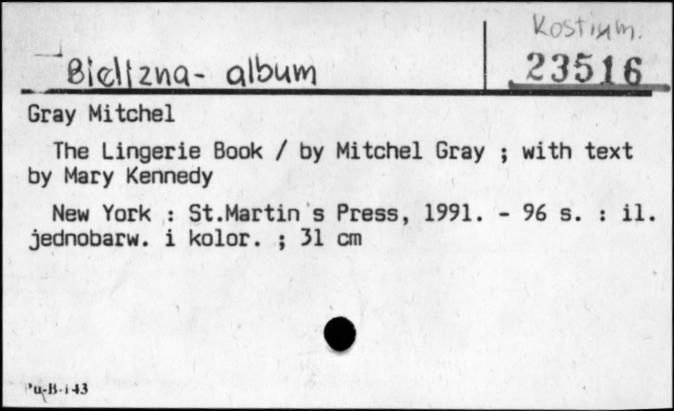 Kostium.
23516
Bielizna- album
Gray Mitchel
The Lingerie Book / by Mitchel Gray ; with text
by Mary Kennedy
New York : St.Martin s Press, 1991. - 96 s. : il.
jednobarw. i kolor. ; 31 cm
Pu-B-143